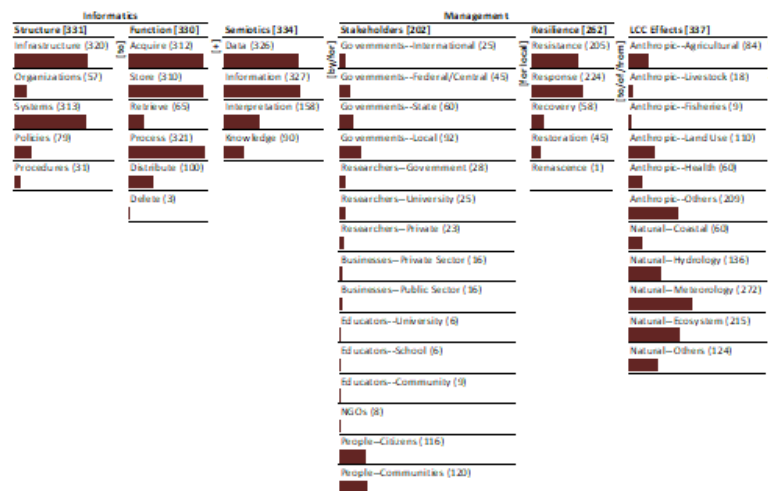 Informatics
Management
Structure [331]
Infrastructure (320)
Organizations (57)
Systems (313)
Policies (79)
Procedures (31)
[to]
Function [330]
Acquire (312)
Store (310)
Retrieve (65)
Process (321)
Distribute (100)
Delete (3)
[+]
Semiotics [334]
Data (326)
Information (327)
Interpretation (158)
Knowledge (90)
[by/for]
Stakeholders [202]
Governments--International (25)
Governments--Federal/Central (45)
Governments--State (60)
Governments--Local (92)
Researchers--Government (28)
Researchers--University (25)
Researchers--Private (23)
Businesses--Private Sector (16)
Businesses--Public Sector (16)
Educators--University (6)
Educators--School (6)
Educators--Community (9)
NGOs (8)
People--Citizens (116)
People--Communities (120)
[for local]
Resilience [262]
Resistance (205)
Response (224)
Recovery (58)
Restoration (45)
Renascence (1)
[to/of/from]
LCC Effects [337]
Anthropic--Agricultural (84)
Anthropic--Livestock (18)
Anthropic--Fisheries (9)
Anthropic--Land Use (110)
Anthropic--Health (60)
Anthropic--Others (209)
Natural--Coastal (60)
Natural--Hydrology (136)
Natural--Meteorology (272)
Natural--Ecosystem (215)
Natural--Others (124)